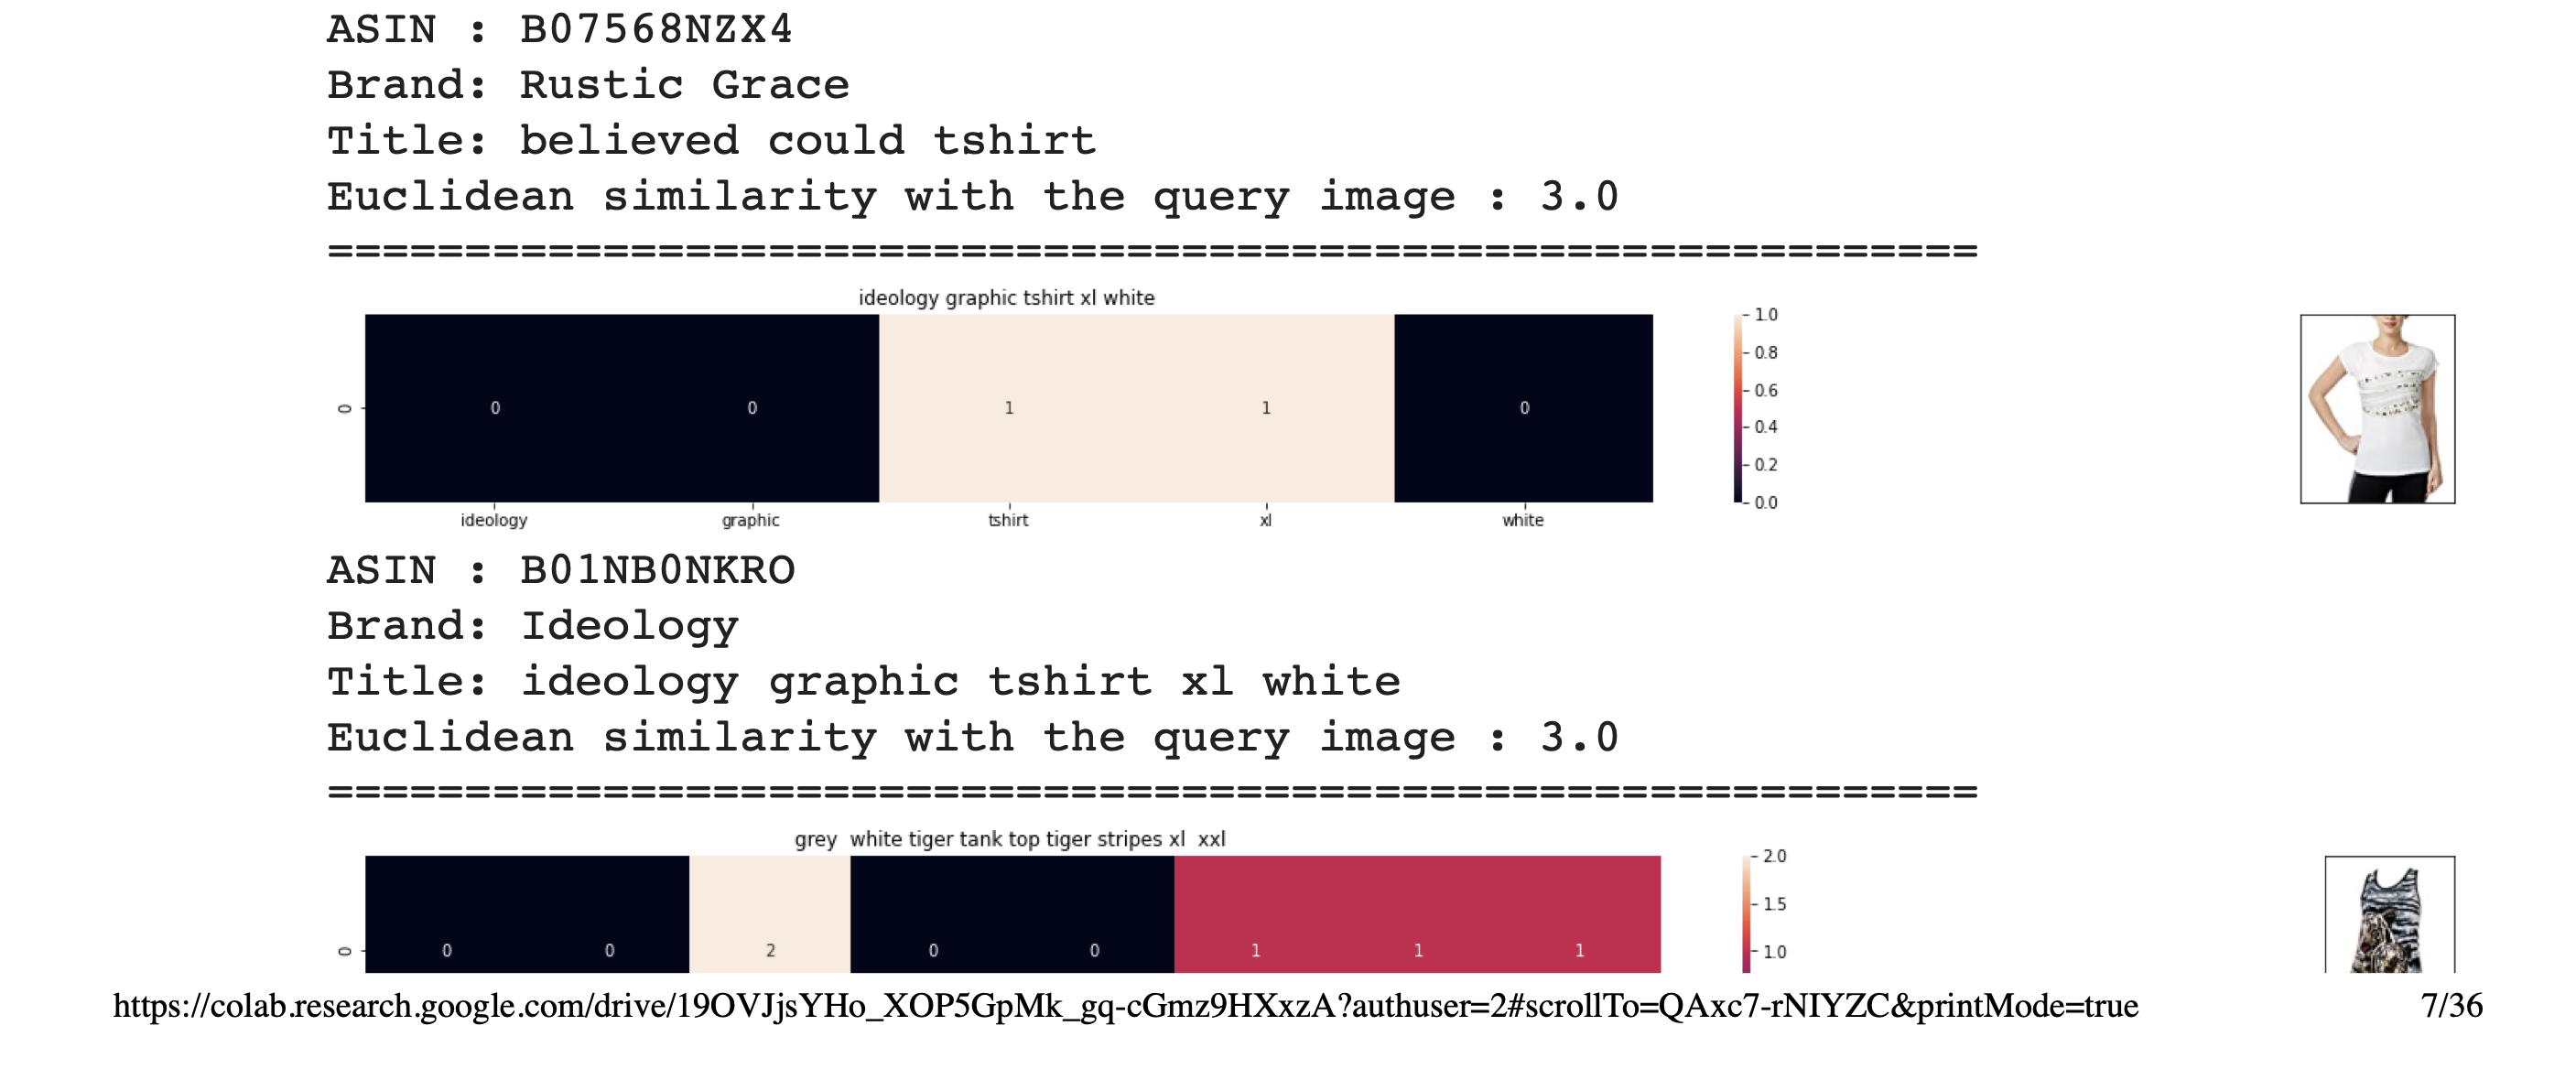 ASIN : B07568NZX4
Brand: Rustic Grace
Title: believed could tshirt
Euclidean similarity with the query image : 3.0
============================================================
ideology graphic tshirt xl white
1.0
0.8
0.6
0.4
0.2
0.0
0 0 0 1 1 0
ideology graphic tshirt xl white
ASIN : B01NB0NKRO
Brand: Ideology
Title: ideology graphic tshirt xl white
Euclidean similarity with the query image : 3.0
============================================================
grey  white tiger tank top tiger stripes xl  xxl
2.0
1.5
1.0
0 0 0 2 0 0 1 1 1
https://colab.research.google.com/drive/19OVJjsYHo_XOP5GpMk_gq-cGmz9HXxzA?authuser=2#scrollTo=QAxc7-rNIYZC&printMode=true 7/36